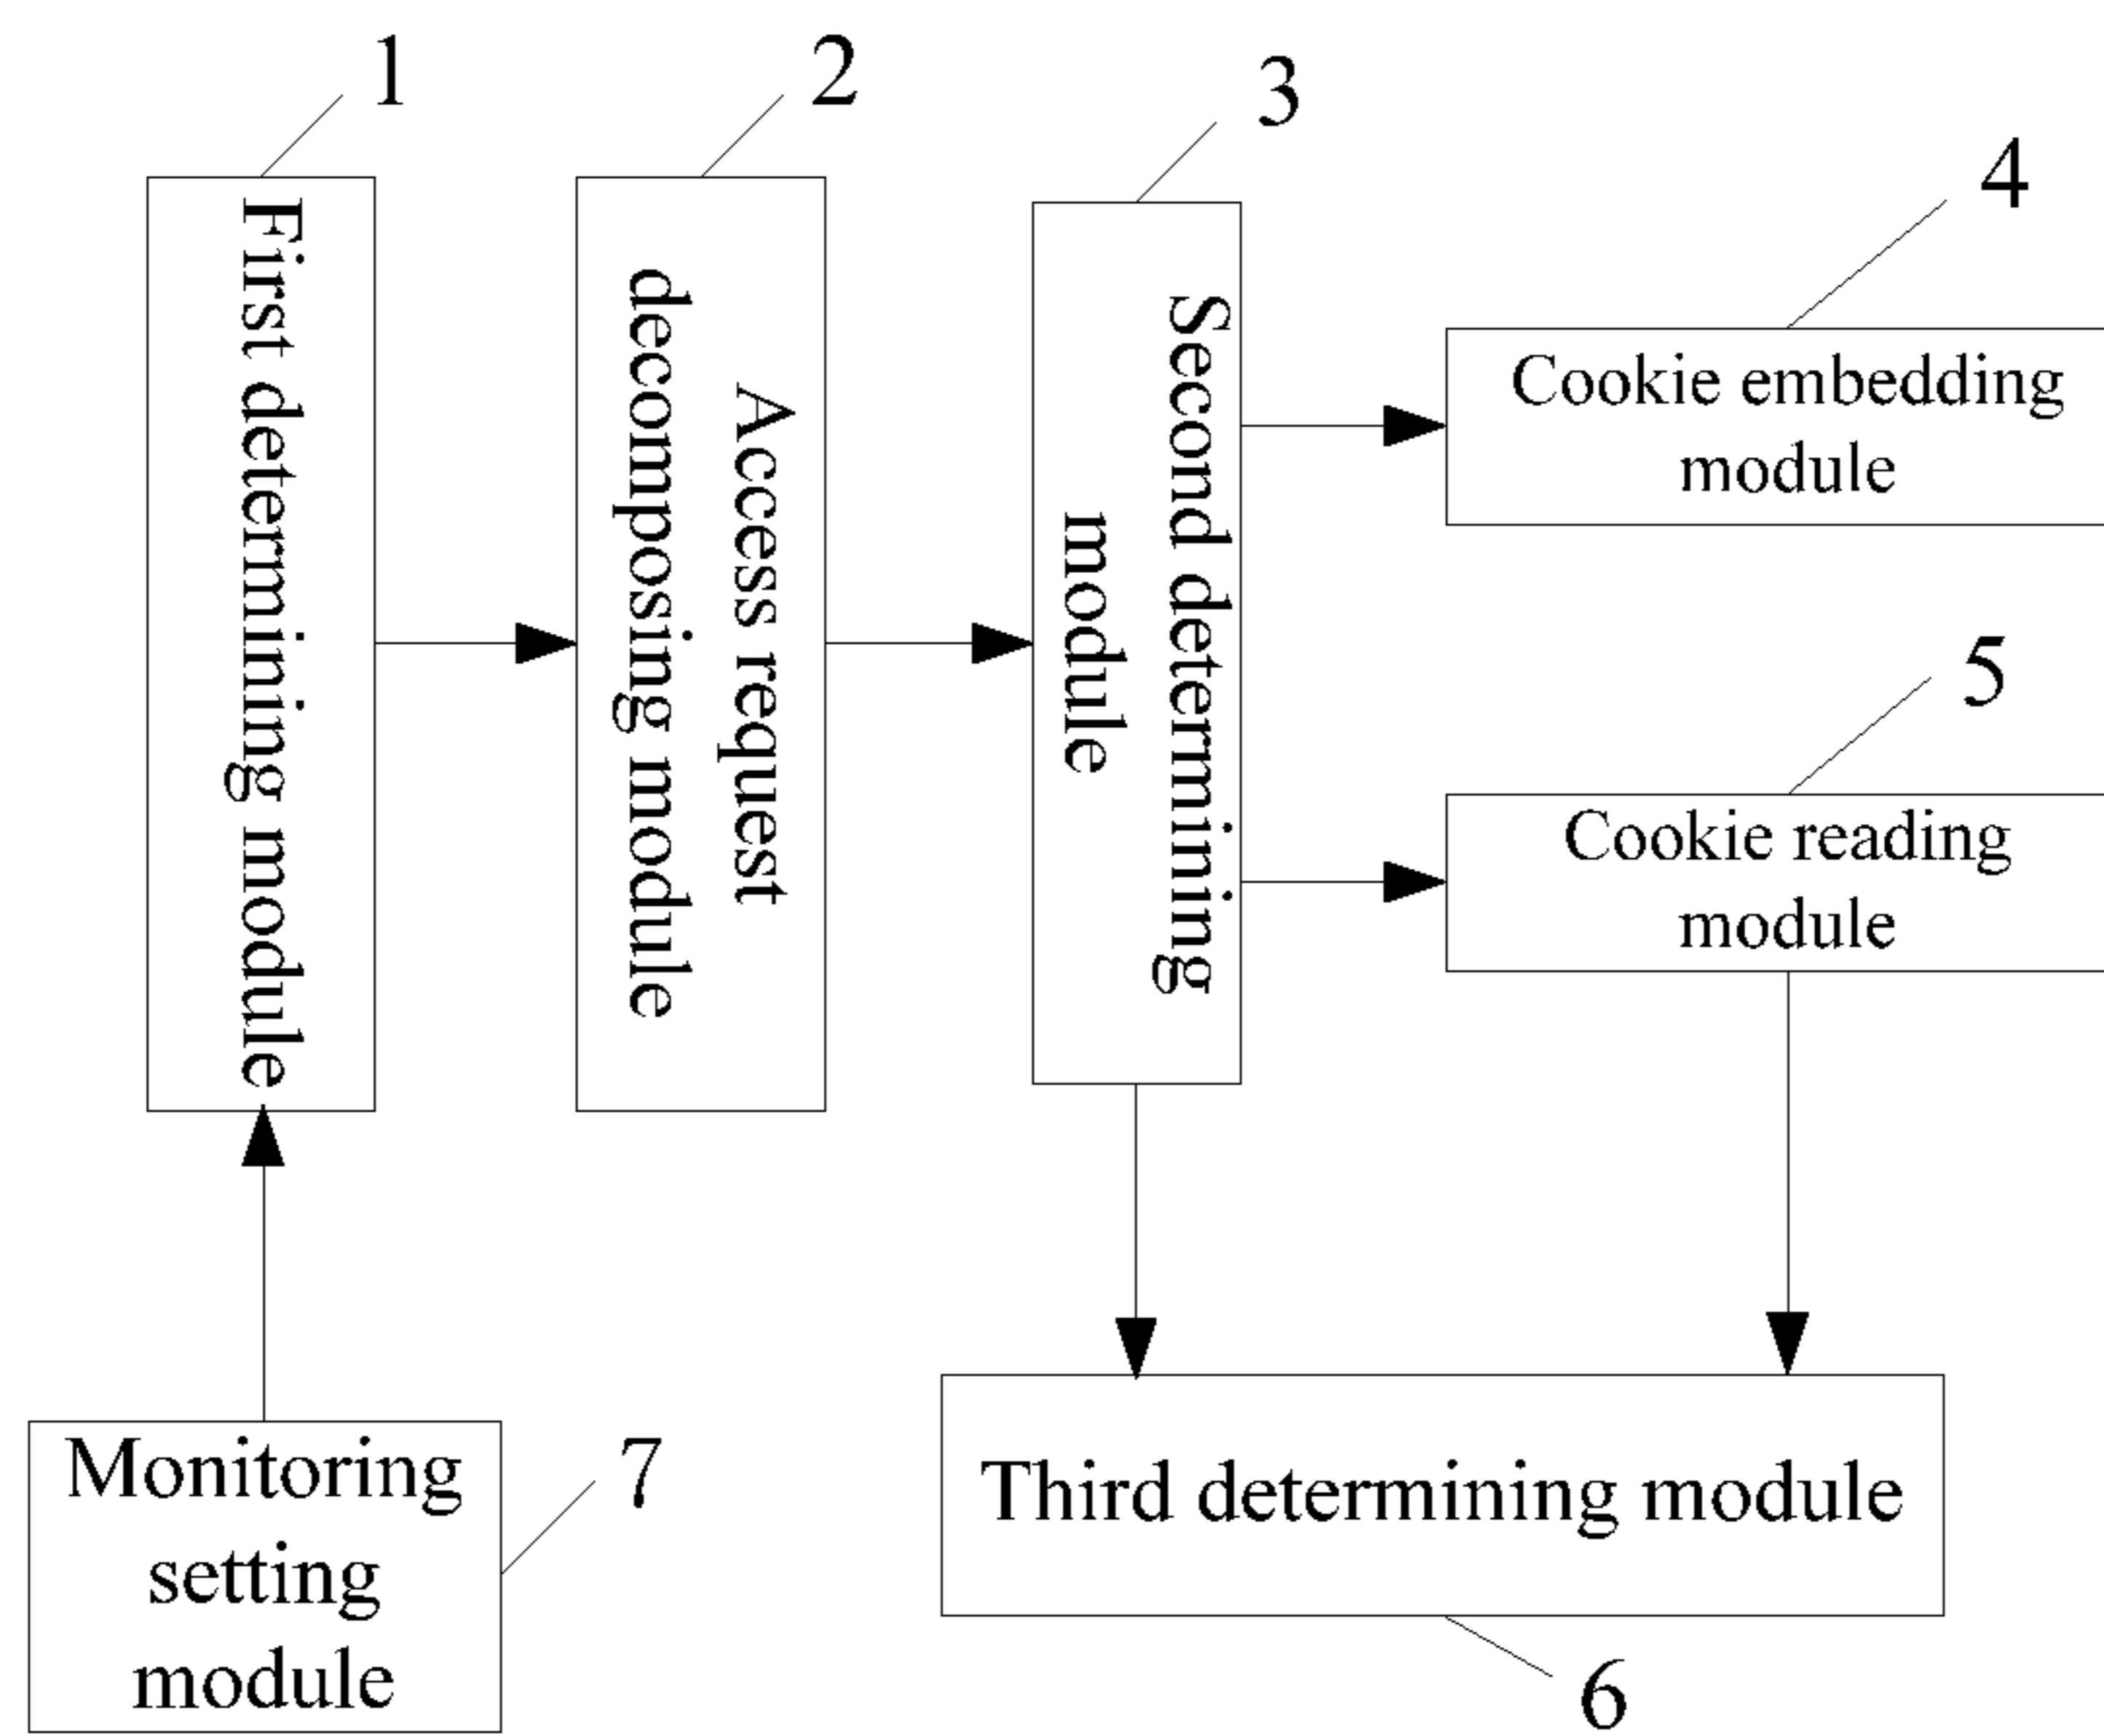 1
2
3
4
First determining module
Access request
decomposing module
Second determining
module
Cookie embedding
module
5
Cookie reading
module
Monitoring
setting
module
7
Third determining module
6